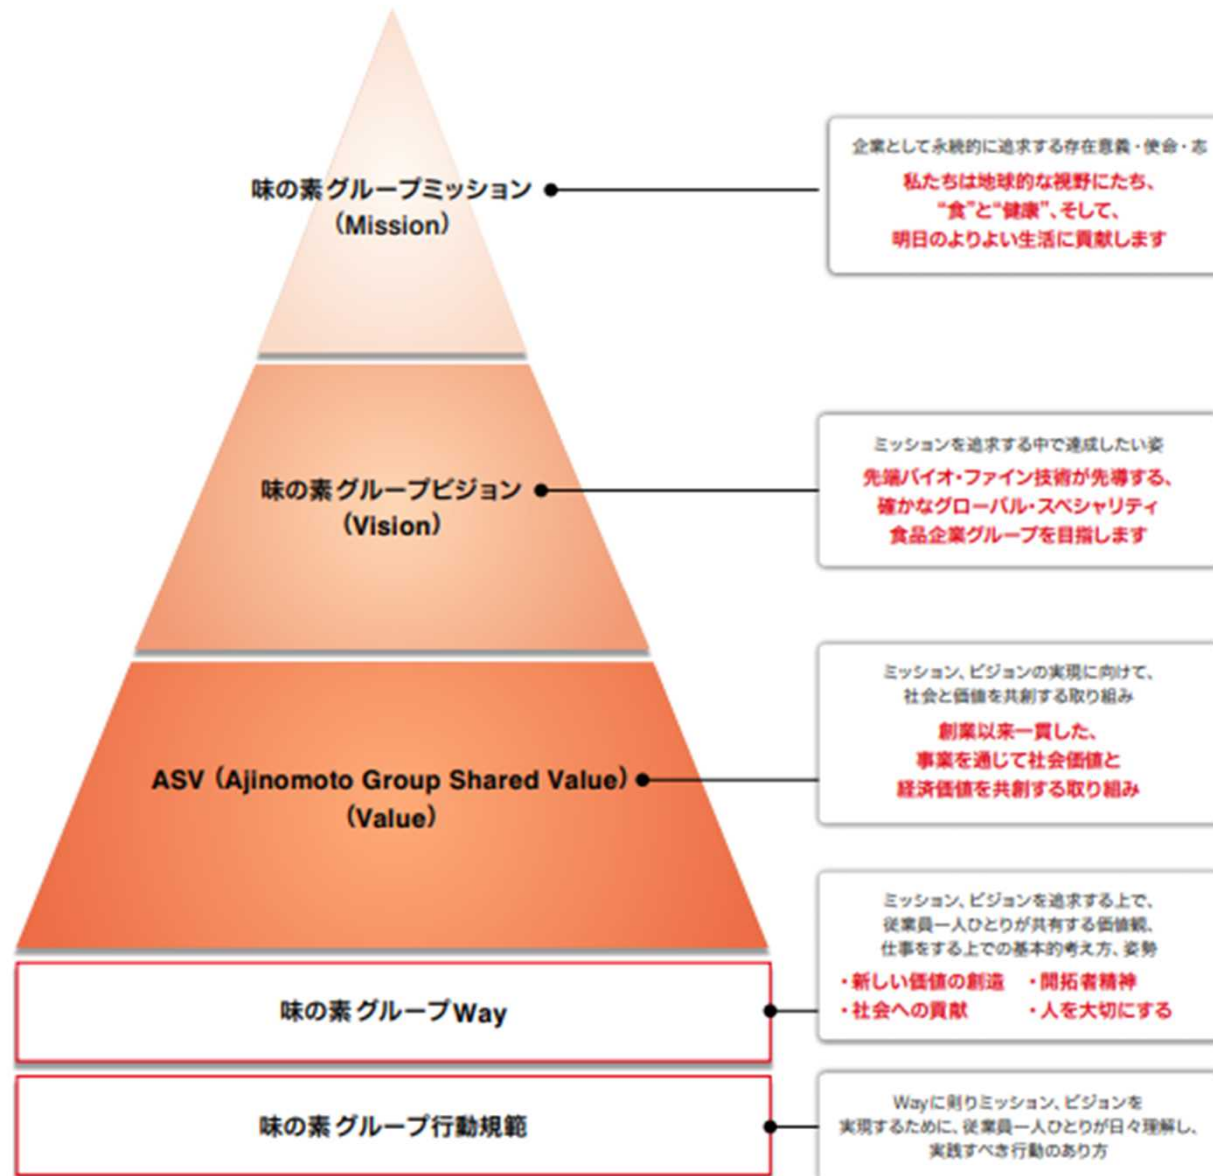 味の素グループミッション
(Mission)
企業として永続的に追求する存在意義・使命・志
私たちは地球的な視野にたち、
“食”と“健康”、そして、
明日のよりよい生活に貢献します
味の素グループビジョン
(Vision)
ミッションを追求する中で達成したい姿
先端バイオ・ファイン技術が先導する、
確かなグローバル・スペシャリティ
食品企業グループを目指します
ASV (Ajinomoto Group Shared Value)
(Value)
ミッション、ビジョンの実現に向けて、
社会と価値を共創する取り組み
創業以来一貫した、
事業を通じて社会価値と
経済価値を共創する取り組み
味の素グループWay
ミッション、ビジョンを追求する上で、
従業員一人ひとりが共有する価値観、
仕事をする上での基本的考え方、姿勢
・新しい価値の創造 ・開拓者精神
・社会への貢献 ・人を大切にする
味の素グループ行動規範
Wayに則りミッション、ビジョンを
実現するために、従業員一人ひとりが日々理解し、
実践すべき行動のあり方